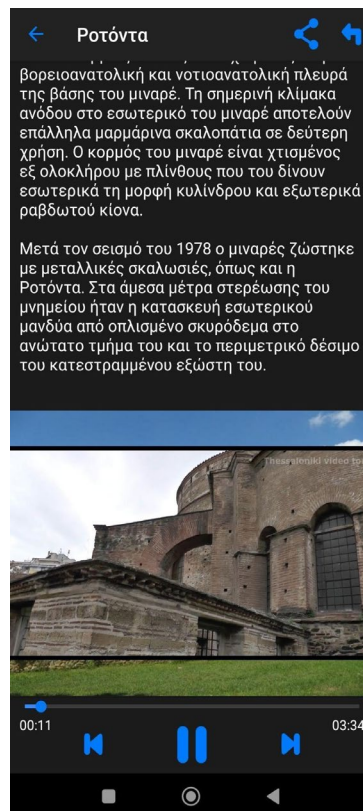 Ροτόντα
βορειοανατολική και νοτιοανατολική πλευρά
της βάσης του μιναρέ. Τη σημερινή κλίμακα
ανόδου στο εσωτερικό του μιναρέ αποτελούν
επάλληλα μαρμάρινα σκαλοπάτια σε δεύτερη
χρήση. Ο κορμός του μιναρέ είναι χτισμένος
εξ ολοκλήρου με πλίνθους που του δίνουν
εσωτερικά τη μορφή κυλίνδρου και εξωτερικά
ραβδωτού κίονα.
Μετά τον σεισμό του 1978 ο μιναρές ζώστηκε
με μεταλλικές σκαλωσιές, όπως και η
Ροτόντα. Στα άμεσα μέτρα στερέωσης του
μνημείου ήταν η κατασκευή εσωτερικού
μανδύα από οπλισμένο σκυρόδεμα στο
ανώτατο τμήμα του και το περιμετρικό δέσιμο
του κατεστραμμένου εξώστη του.
Thessaloniki video tou
00:11
03:34